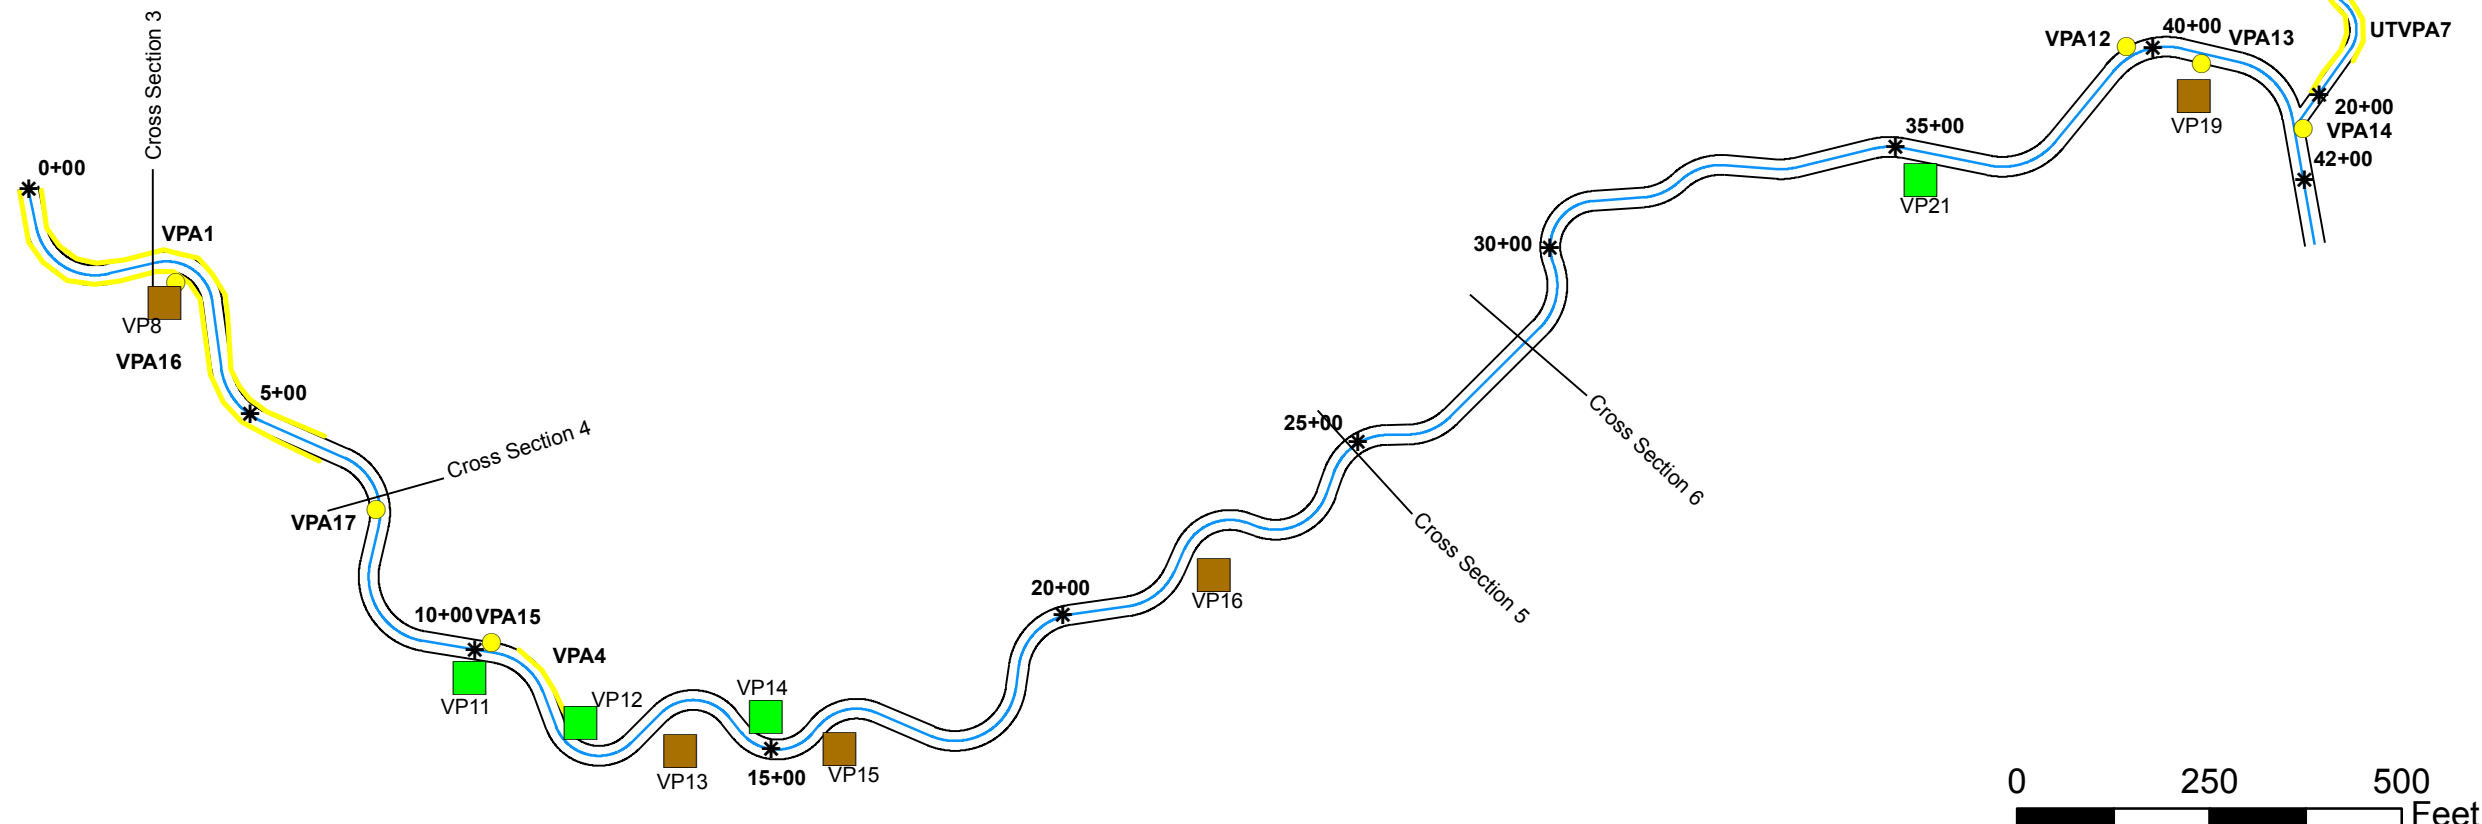 Cross Section 3
0+00
VPA1
VP8
VPA16
5+00
Cross Section 4
VPA17
10+00
VPA15
VPA4
VP11
VP12
VP13
VP14
15+00
VP15
20+00
VP16
25+00
Cross Section 5
Cross Section 6
30+00
35+00
VP21
VPA12
40+00
VPA13
VP19
UTVPA7
20+00
VPA14
42+00
0 250 500
Feet